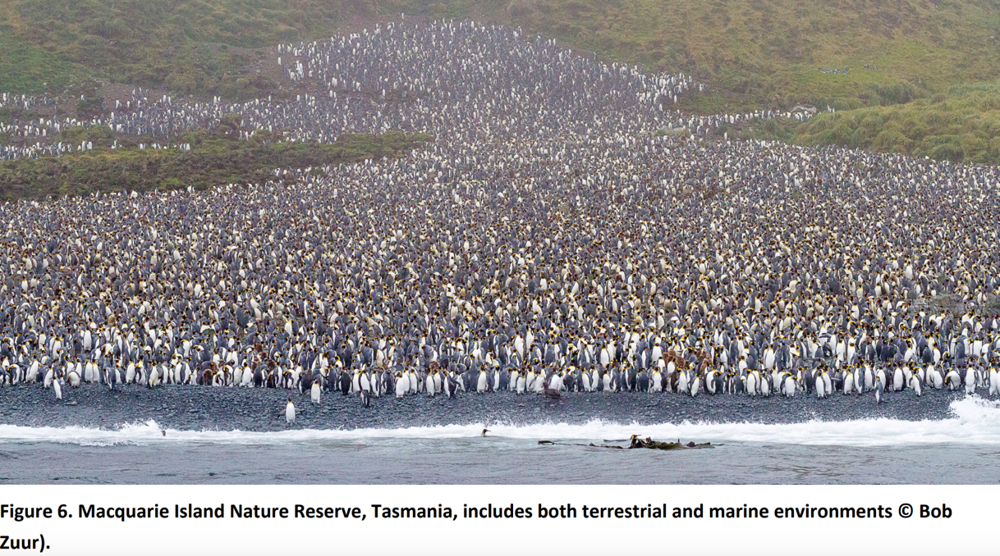 Figure 6. Macquarie Island Nature Reserve, Tasmania, includes both terrestrial and marine environments © Bob
Zuur).